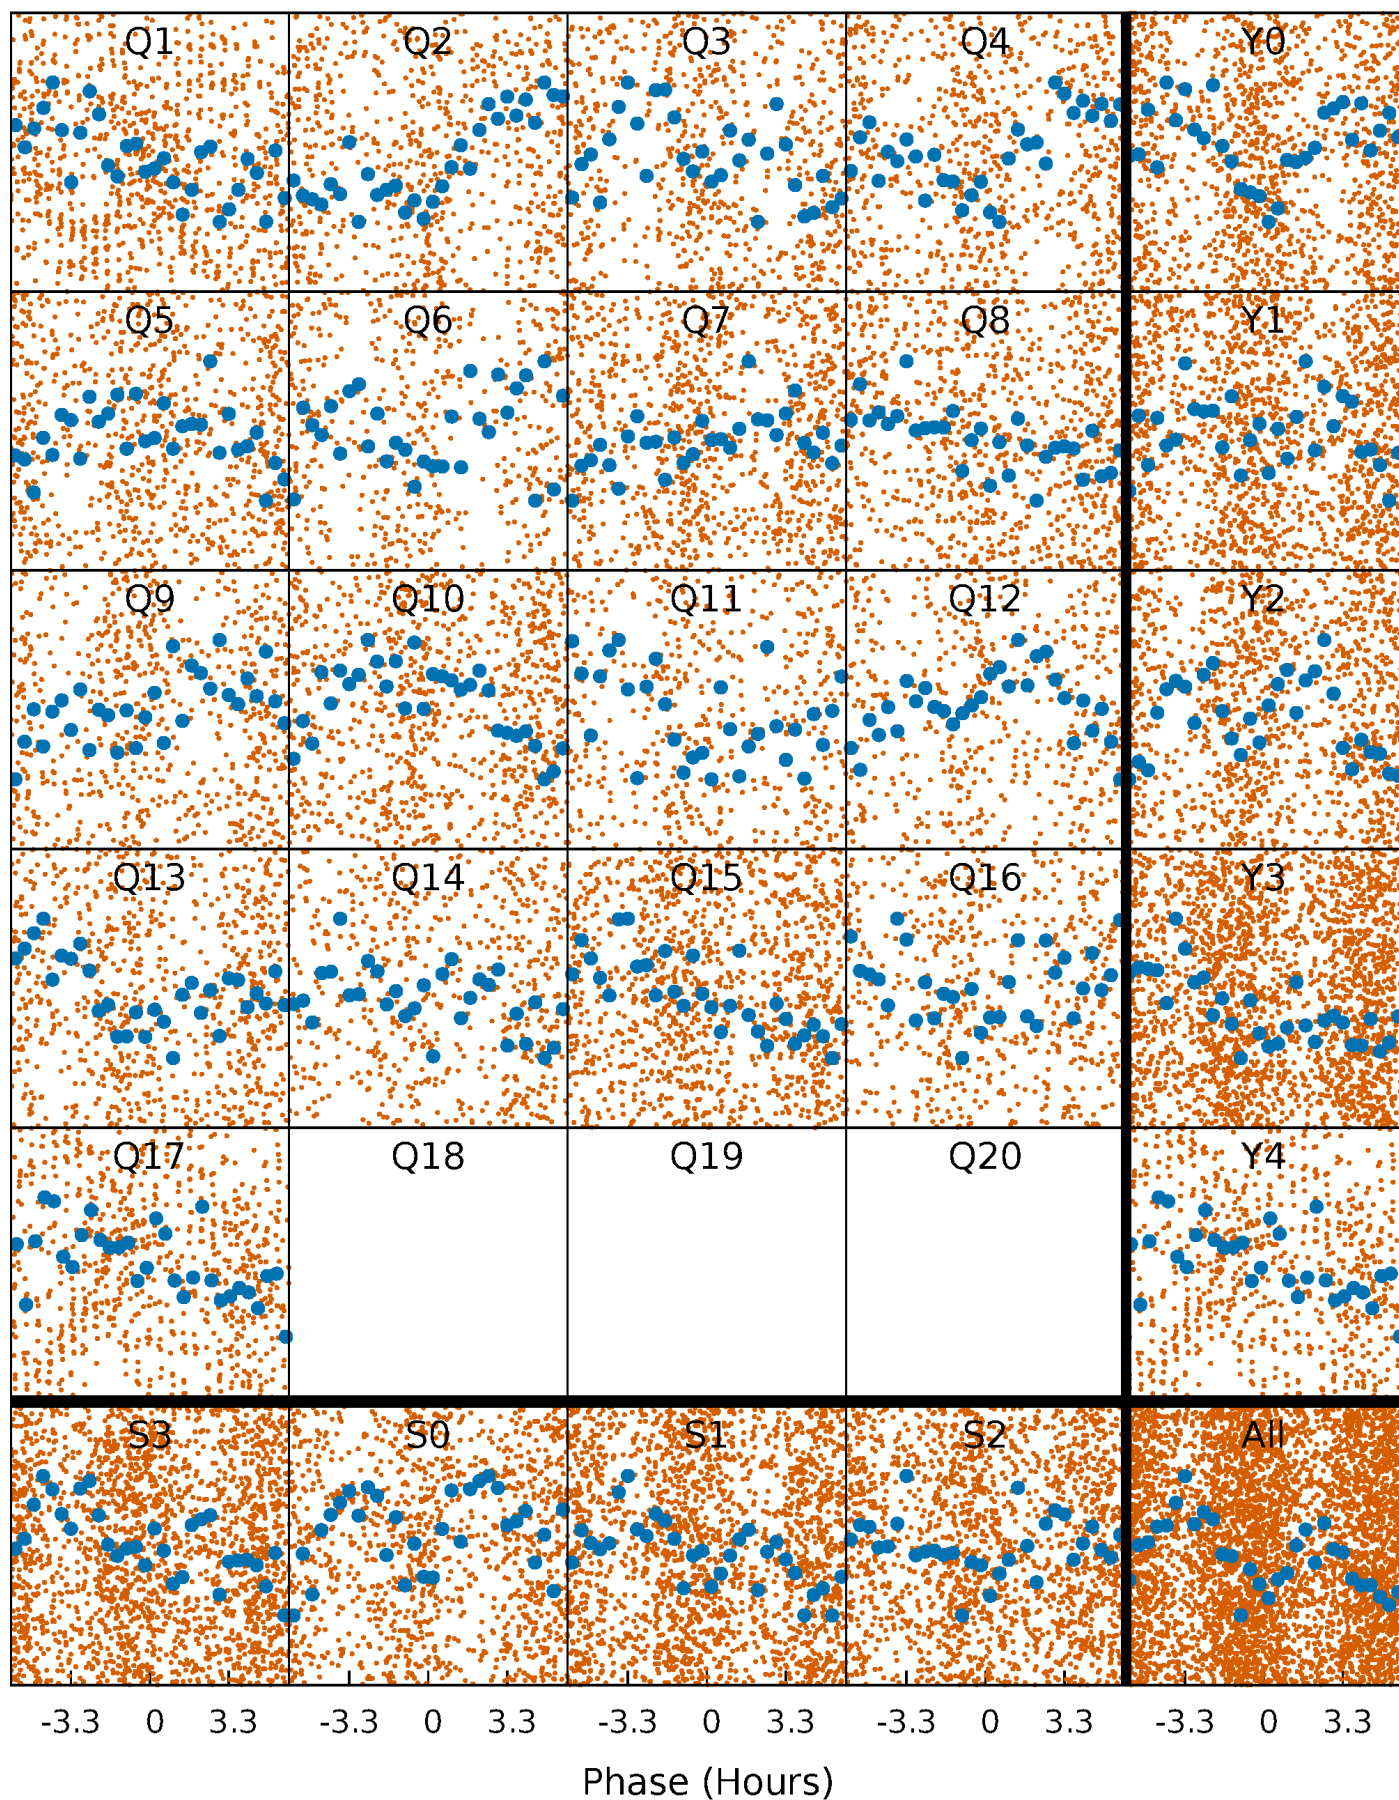 Q1 Q2 Q3 Q4 Y0
Q5 Q6 Q7 Q8 Y1
Q9 Q10 Q11 Q12 Y2
Q13 Q14 Q15 Q16 Y3
Q17 Q18 Q19 Q20 Y4
S3 S0 S1 S2 All
-3.3 0 3.3 -3.3 0 3.3 -3.3 0 3.3 -3.3 0 3.3 -3.3 0 3.3
Phase (Hours)